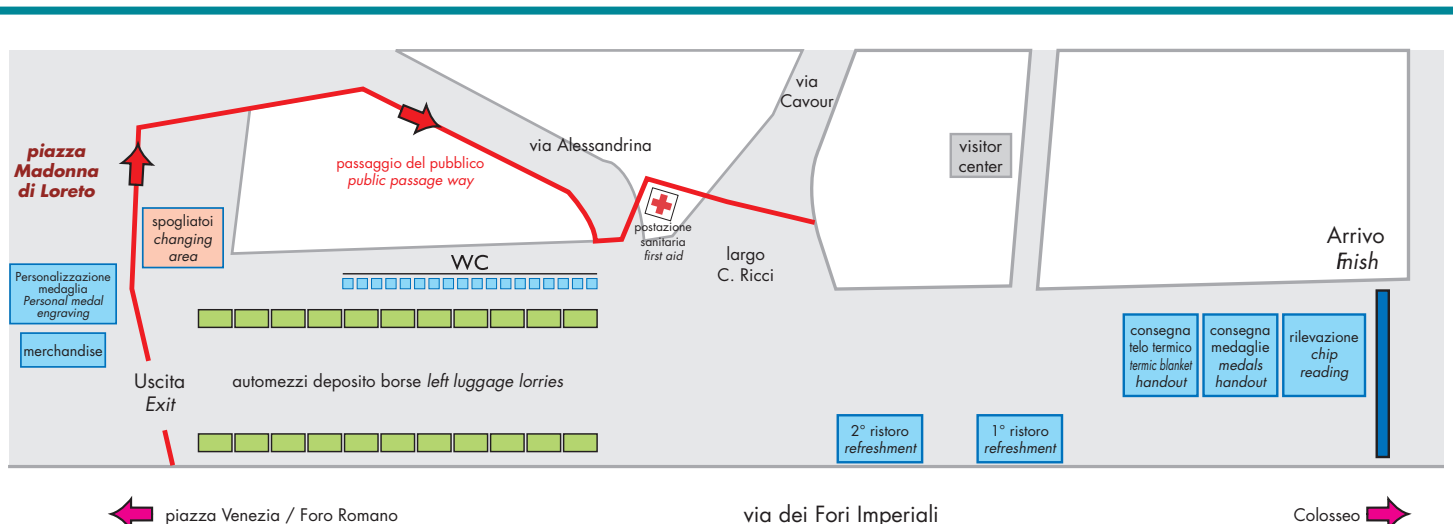 via
Cavour
via Alessandrina
visitor
center
piazza
Madonna
di Loreto
passaggio del pubblico
public passage way
spogliatoi
changing
area
postazione
sanitaria
first aid
largo
C. Ricci
Arrivo
Fnish
WC
Personalizzazione
medaglia
Personal medal
engraving
merchandise
Uscita
Exit
automezzi deposito borse left luggage lorries
consegna
telo termico
termic blanket
handout
consegna
medaglie
medals
handout
rilevazione
chip
reading
2° ristoro
refreshment
1° ristoro
refreshment
piazza Venezia / Foro Romano
via dei Fori Imperiali
Colosseo